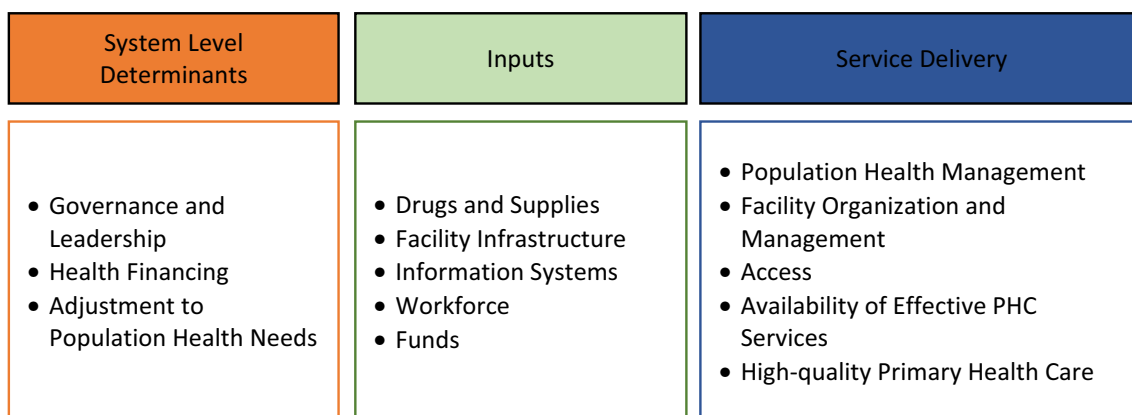 System Level
Determinants
Inputs
Service Delivery
• Governance and
Leadership
• Health Financing
• Adjustment to
Population Health Needs
• Drugs and Supplies
• Facility Infrastructure
• Information Systems
• Workforce
• Funds
• Population Health Management
• Facility Organization and
Management
• Access
• Availability of Effective PHC
Services
• High-quality Primary Health Care